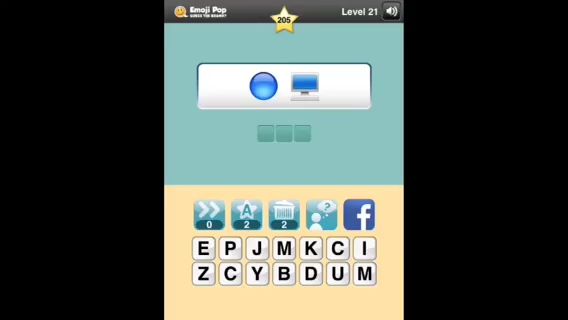 Emoji Pop
GUESS THE BRAND!!
205
Level 21
0
A
2
2
?
f
E P J M K C I
Z C Y B D U M